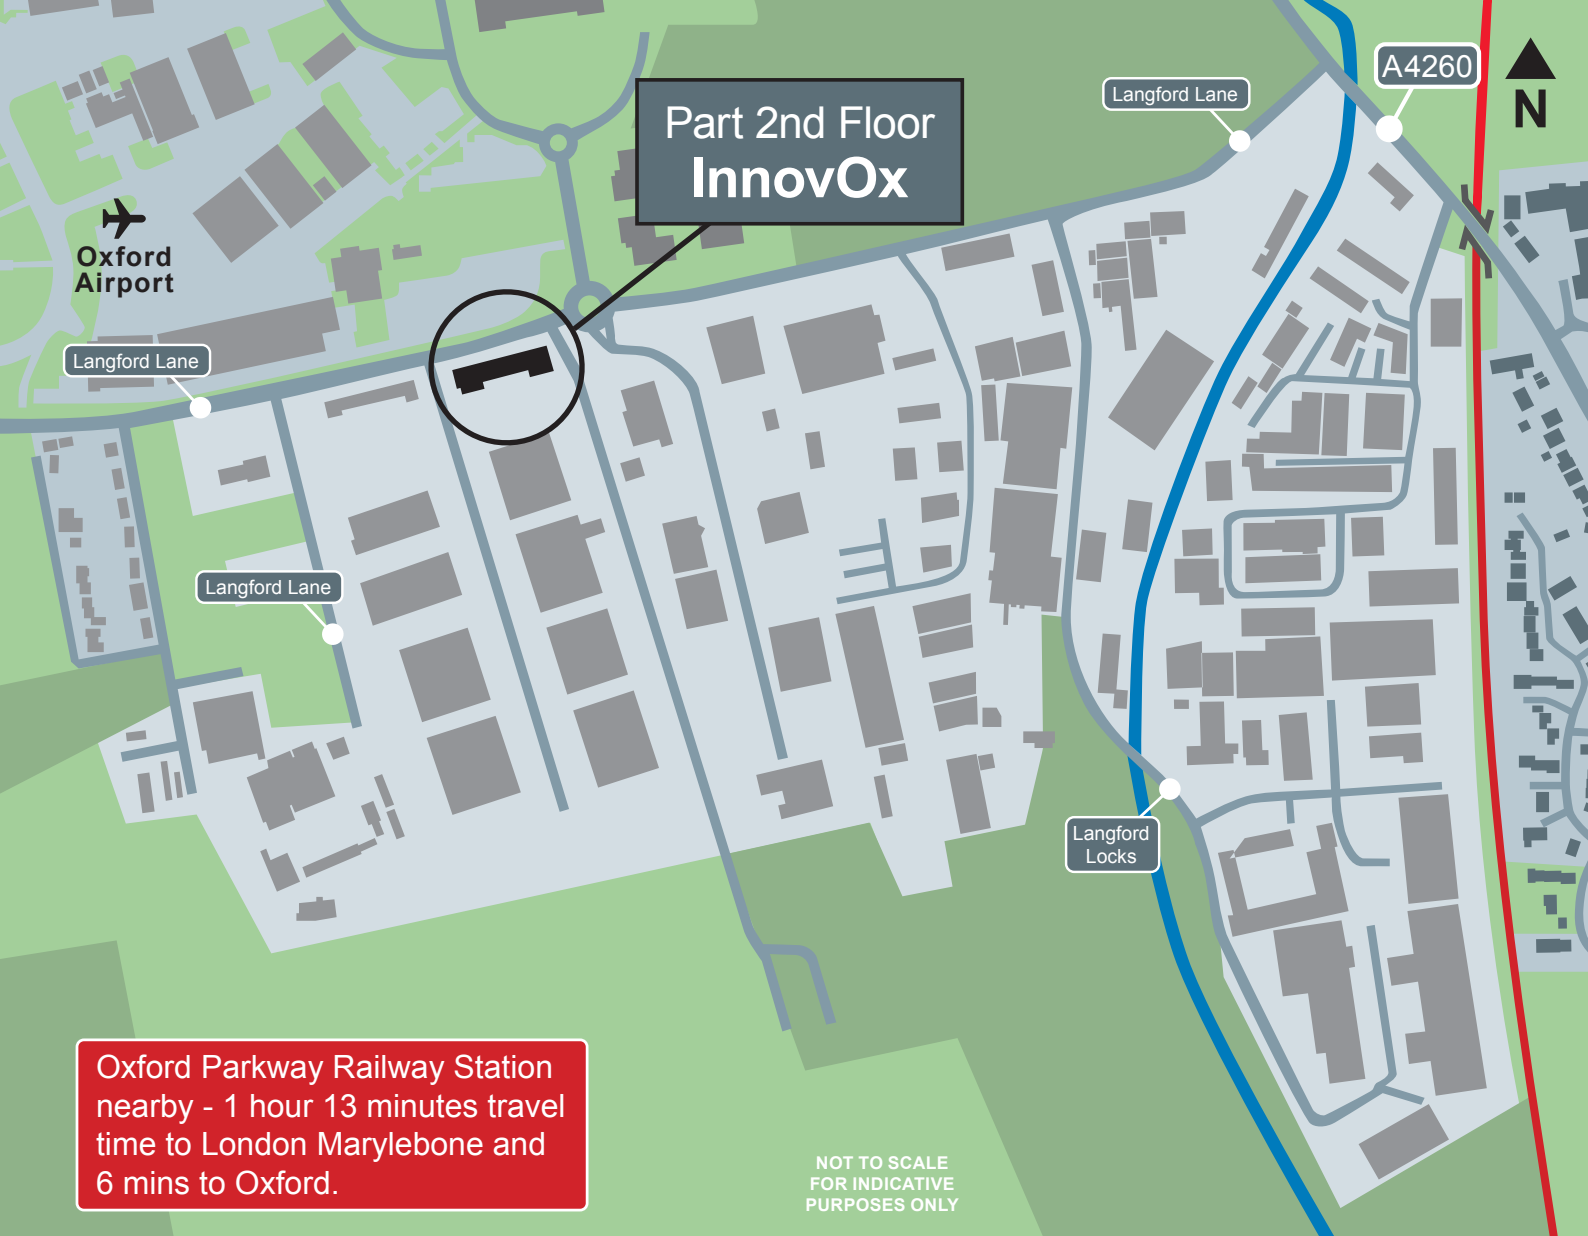 A4260
Langford Lane
N
Part 2nd Floor
InnovOx
Oxford
Airport
Langford Lane
Langford Lane
Langford
Locks
Oxford Parkway Railway Station
nearby - 1 hour 13 minutes travel
time to London Marylebone and
6 mins to Oxford.
NOT TO SCALE
FOR INDICATIVE
PURPOSES ONLY